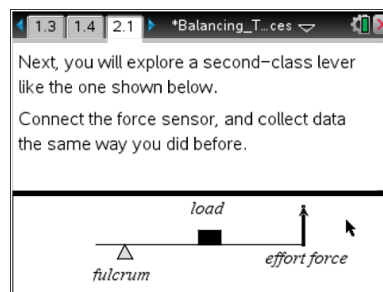 1.3 1.4 2.1 *Balancing_T...ces
Next, you will explore a second-class lever
like the one shown below.
Connect the force sensor, and collect data
the same way you did before.
load
effort force
fulcrum